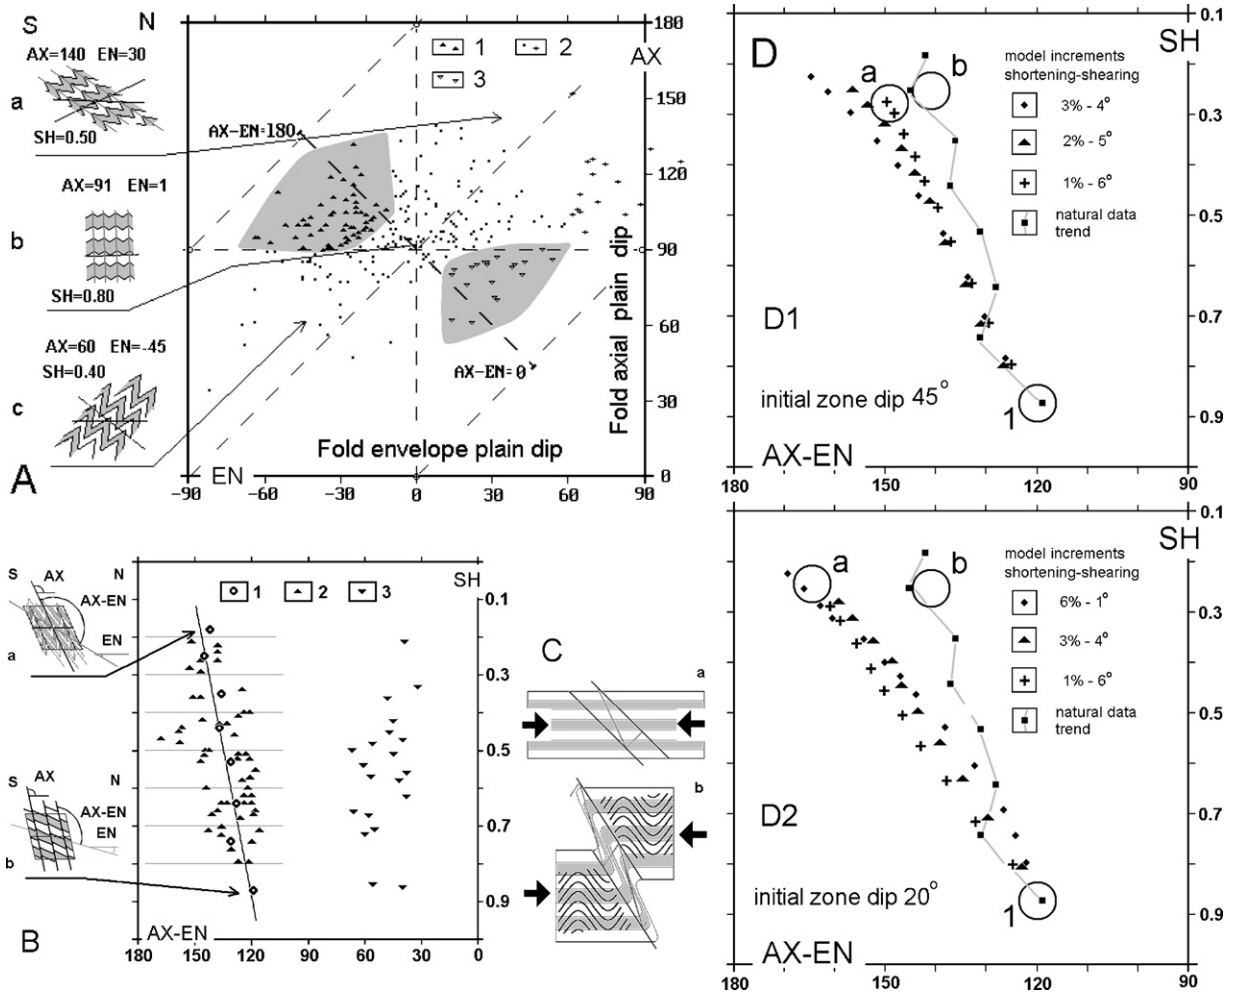 S
N
AX=140 EN=30
a
SH=0.50
AX=91 EN=1
b
SH=0.80
AX=60 EN=-45
SH=0.40
c
A
180
AX
150
120
90
60
30
0
1
2
3
AX-EN=180
AX-EN=0
Fold axial plain dip
Fold envelope plain dip
EN
-90 -60 -30 0 30 60 90
B
S AX N
AX-EN
EN
a
S AX N
AX-EN
EN
b
1 2 3
SH
0.1
0.3
0.5
0.7
0.9
AX-EN
180 150 120 90 60 30 0
C
a
b
D
0.1
SH
0.3
0.5
0.7
0.9
a
b
model increments
shortening-shearing
3% - 4°
2% - 5°
1% - 6°
natural data
trend
D1
initial zone dip 45°
1
AX-EN
180 150 120 90
0.1
SH
0.3
0.5
0.7
0.9
a
b
model increments
shortening-shearing
6% - 1°
3% - 4°
1% - 6°
natural data
trend
D2
initial zone dip 20°
1
AX-EN
180 150 120 90